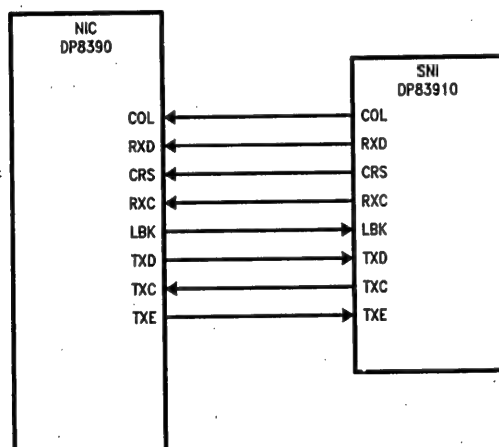 NIC
DP8390
COL
RXD
CRS
RXC
LBK
TXD
TXC
TXE
SNI
DP83910
COL
RXD
CRS
RXC
LBK
TXD
TXC
TXE